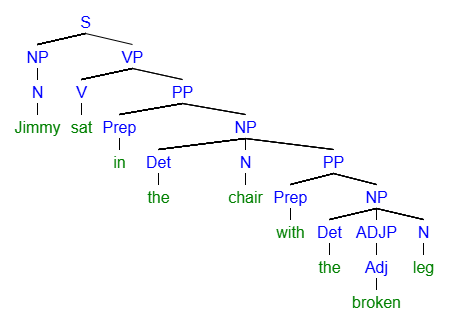 S
NP VP
N V PP
Jimmy sat Prep NP
in Det N PP
the chair Prep NP
with Det ADJP N
the Adj leg
broken